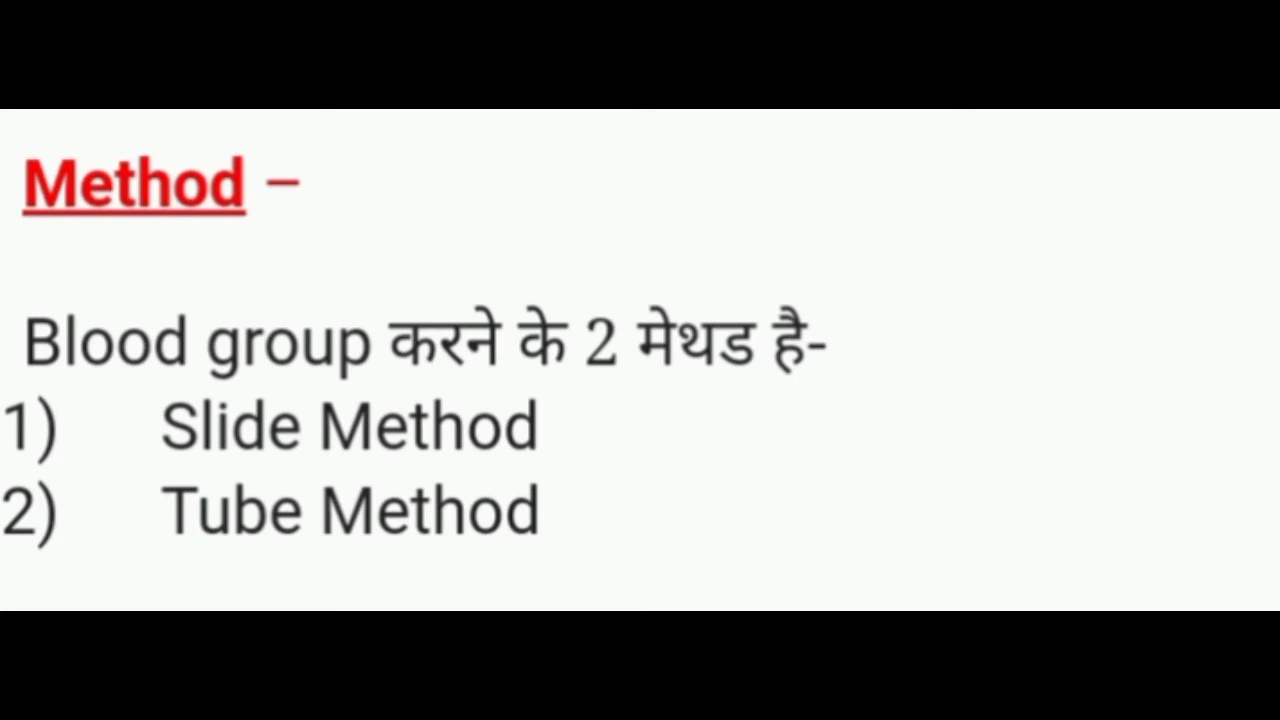 Method –
Blood group करने के 2 मेथड है-
1) Slide Method
2) Tube Method